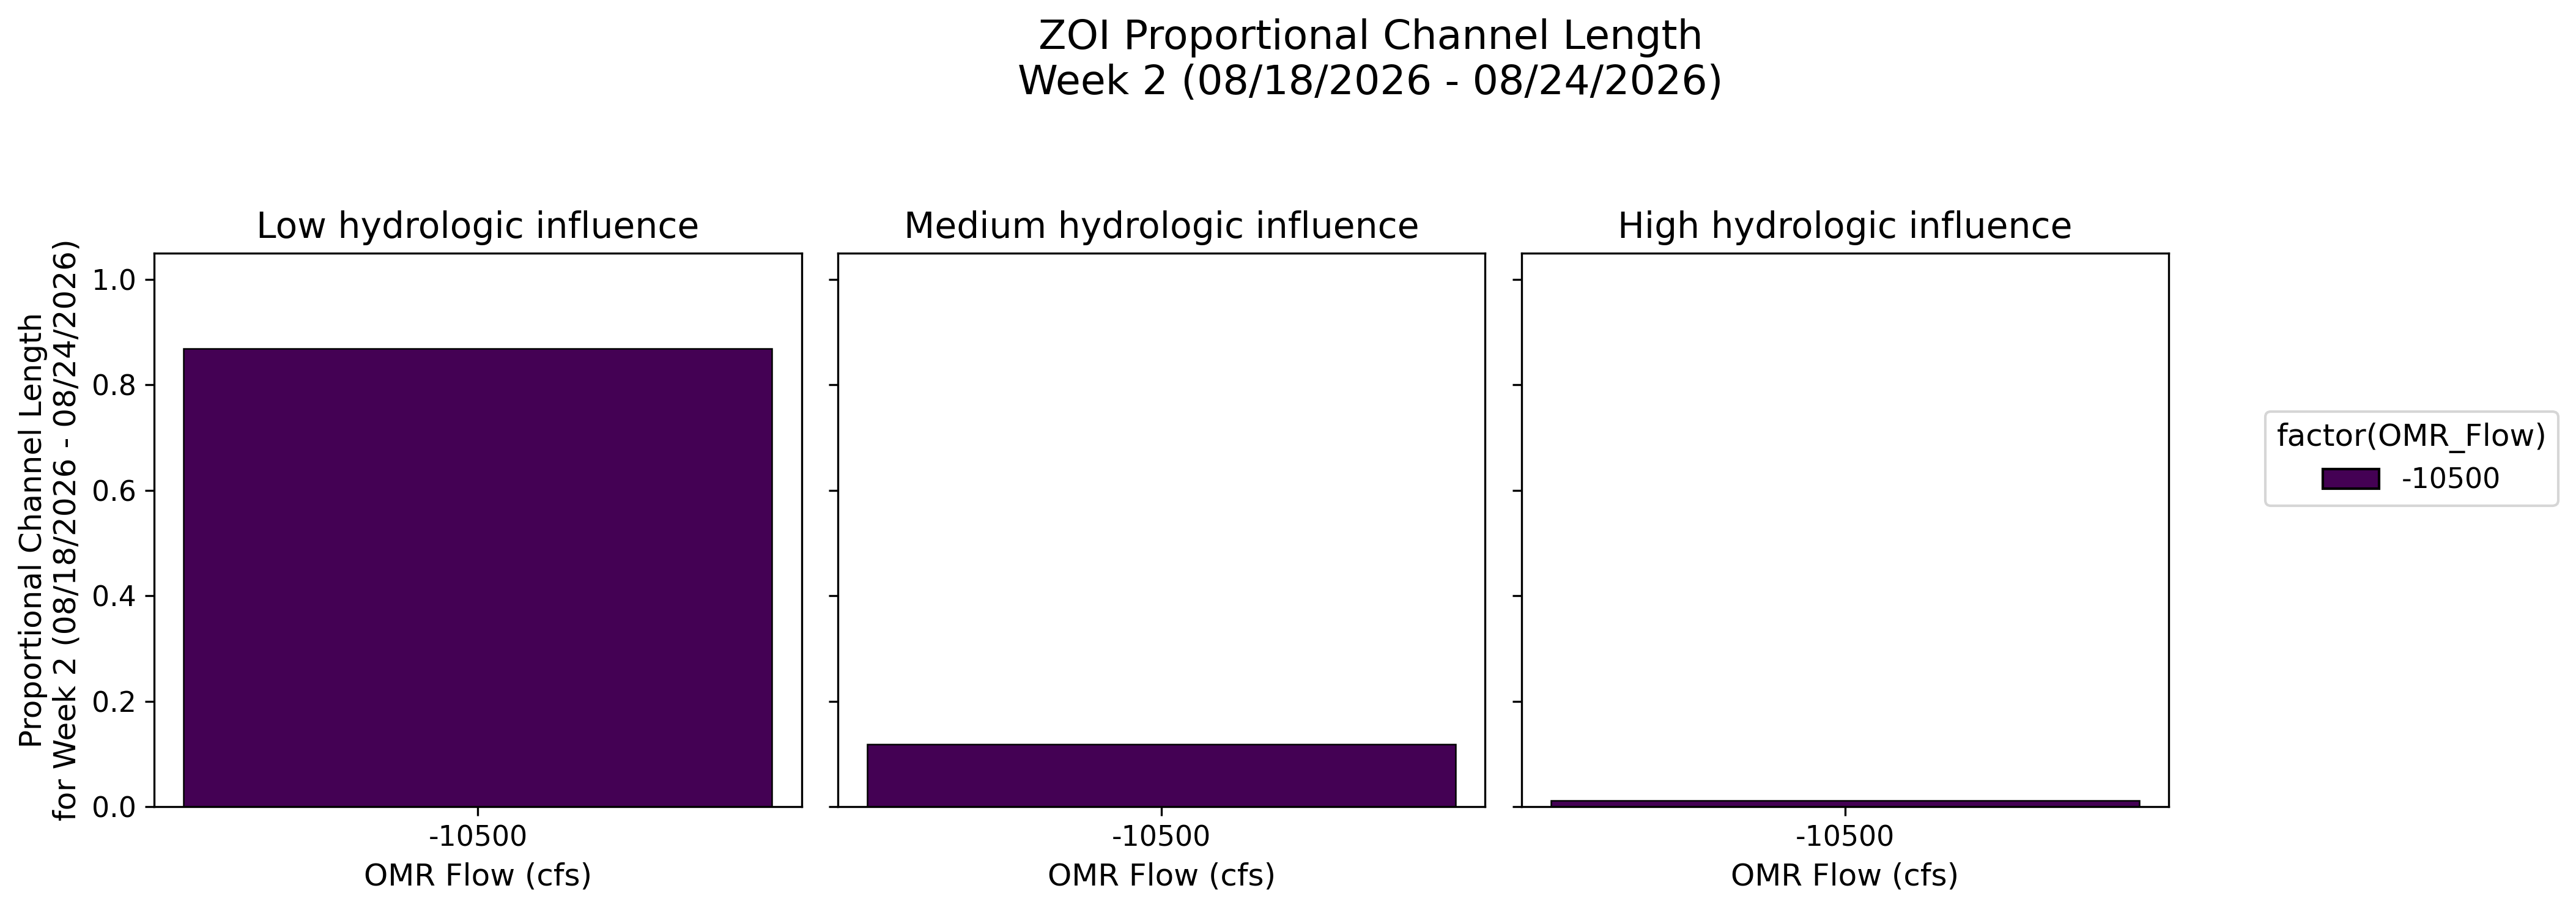 ZOI Proportional Channel Length
Week 2 (08/18/2026 - 08/24/2026)
Low hydrologic influence
Medium hydrologic influence
High hydrologic influence
Proportional Channel Length
for Week 2 (08/18/2026 - 08/24/2026)
1.0
0.8
0.6
0.4
0.2
0.0
-10500
-10500
-10500
OMR Flow (cfs)
OMR Flow (cfs)
OMR Flow (cfs)
factor(OMR_Flow)
-10500